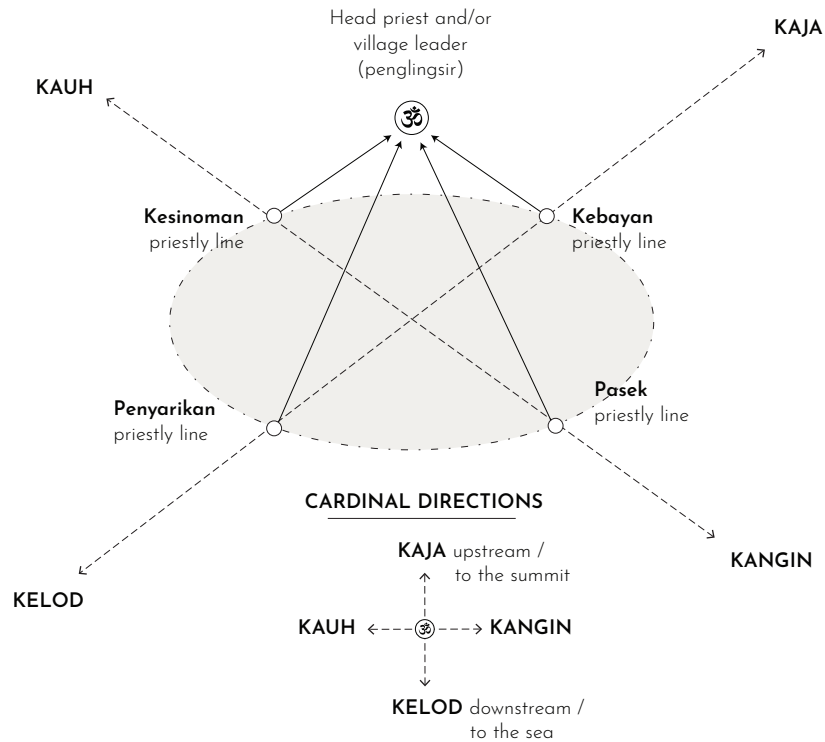 Head priest and/or
village leader
(penglingsir)
KAJA
KAUH
ॐ
Kesinoman
priestly line
Kebayan
priestly line
Penyarikan
priestly line
Pasek
priestly line
KELOD
KANGIN
CARDINAL DIRECTIONS
KAJA upstream /
to the summit
KAUH ॐ KANGIN
KELOD downstream /
to the sea